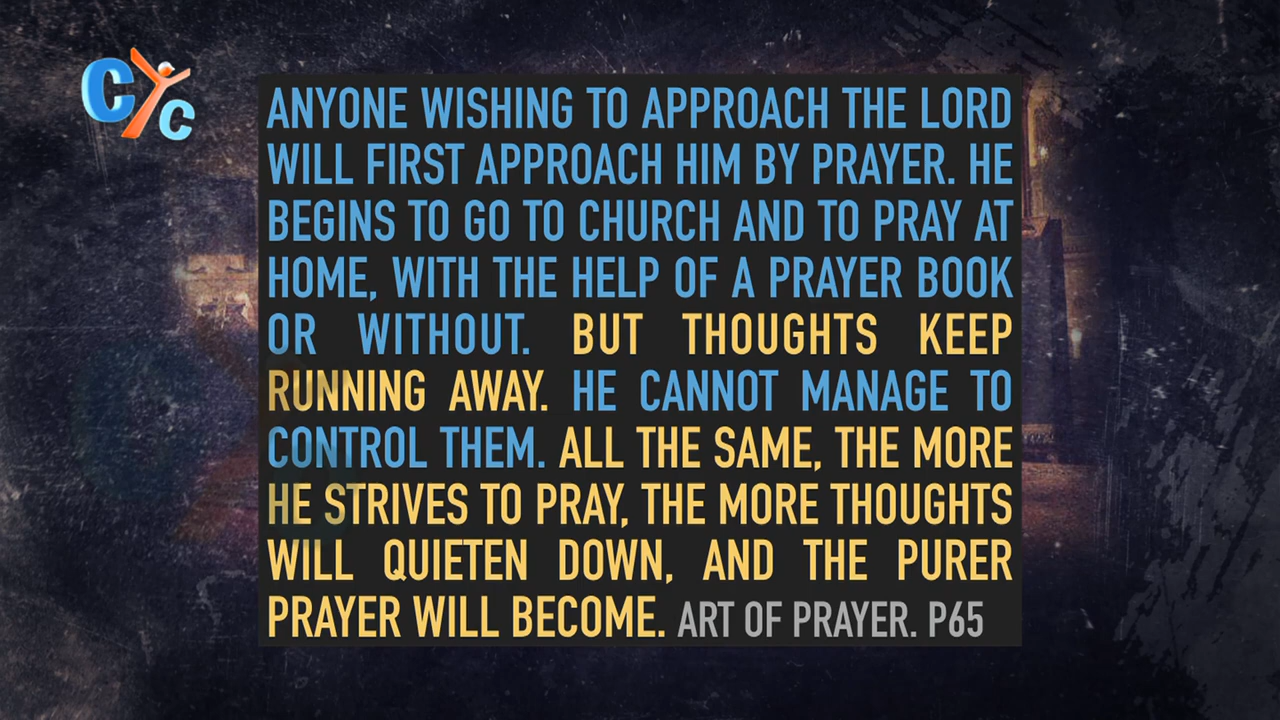 CYC
ANYONE WISHING TO APPROACH THE LORD
WILL FIRST APPROACH HIM BY PRAYER. HE
BEGINS TO GO TO CHURCH AND TO PRAY AT
HOME, WITH THE HELP OF A PRAYER BOOK
OR WITHOUT. BUT THOUGHTS KEEP
RUNNING AWAY. HE CANNOT MANAGE TO
CONTROL THEM. ALL THE SAME, THE MORE
HE STRIVES TO PRAY, THE MORE THOUGHTS
WILL QUIETEN DOWN, AND THE PURER
PRAYER WILL BECOME. ART OF PRAYER. P65